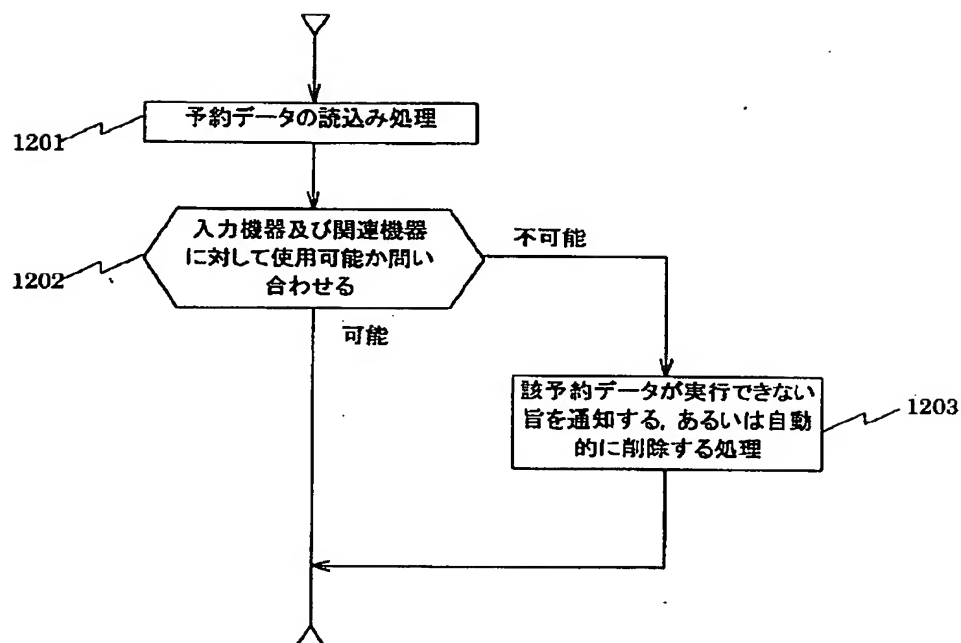 予約データの読込み処理
1201
入力機器及び関連機器
に対して使用可能か問い
合わせる
1202
不可能
可能
該予約データが実行できない
旨を通知する, あるいは自動
的に削除する処理
1203